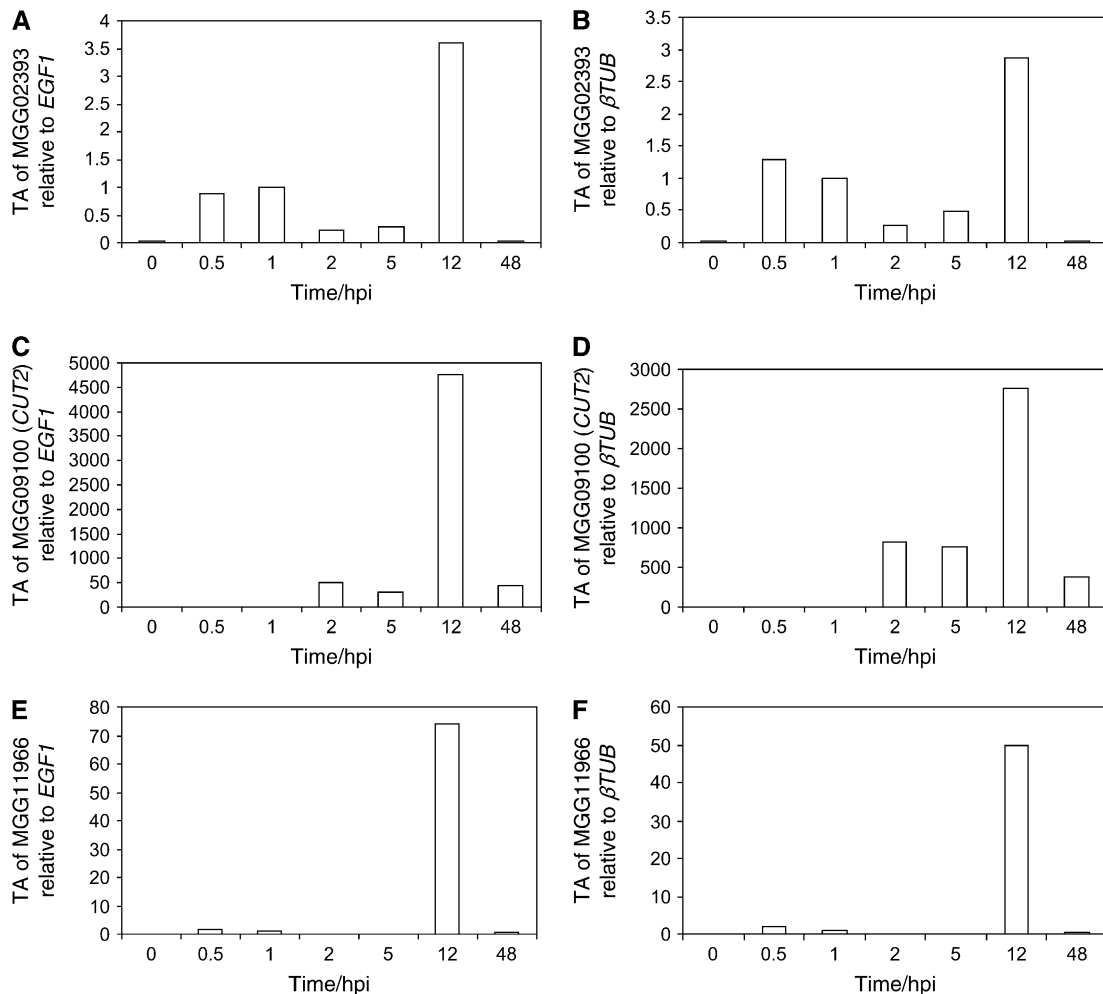 A
TA of MGG02393
relative to EGF1
4
3.5
3
2.5
2
1.5
1
0.5
0
0 0.5 1 2 5 12 48
Time/hpi
B
TA of MGG02393
relative to βTUB
3.5
3
2.5
2
1.5
1
0.5
0
0 0.5 1 2 5 12 48
Time/hpi
C
TA of MGG09100 (CUT2)
relative to EGF1
5000
4500
4000
3500
3000
2500
2000
1500
1000
50
0
0 0.5 1 2 5 12 48
Time/hpi
D
TA of MGG09100 (CUT2)
relative to βTUB
3000
2500
2000
1500
1000
500
0
0 0.5 1 2 5 12 48
Time/hpi
E
TA of MGG11966
relative to EGF1
80
70
60
50
40
30
20
10
0
0 0.5 1 2 5 12 48
Time/hpi
F
TA of MGG11966
relative to βTUB
60
50
40
30
20
10
0
0 0.5 1 2 5 12 48
Time/hpi